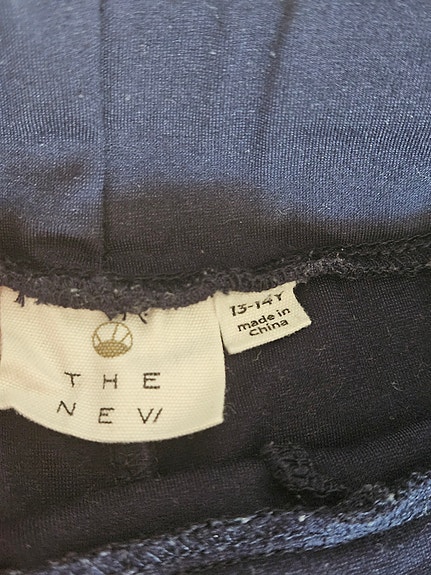 THE
NEW
13-14Y
made in
China